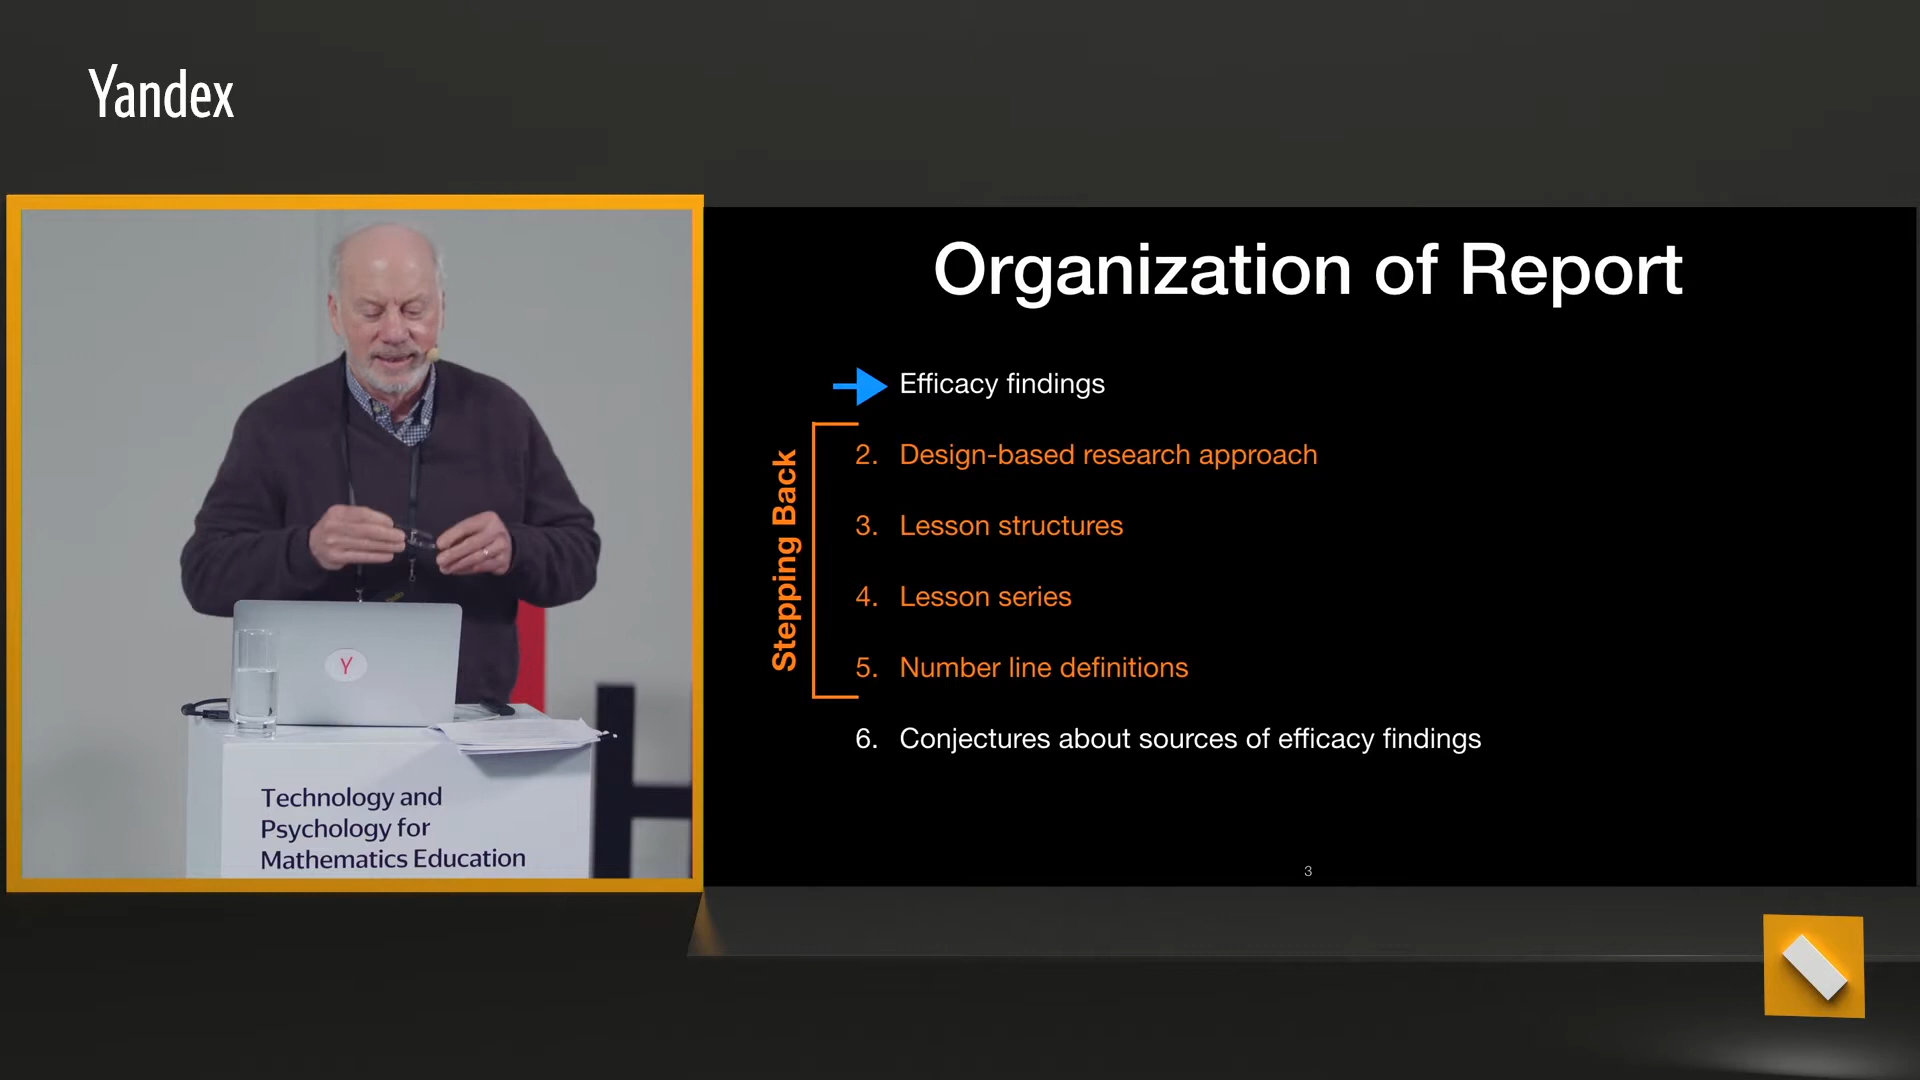 Yandex
Organization of Report
Efficacy findings
Stepping Back
2. Design-based research approach
3. Lesson structures
4. Lesson series
5. Number line definitions
6. Conjectures about sources of efficacy findings
3
Y
Technology and
Psychology for
Mathematics Education